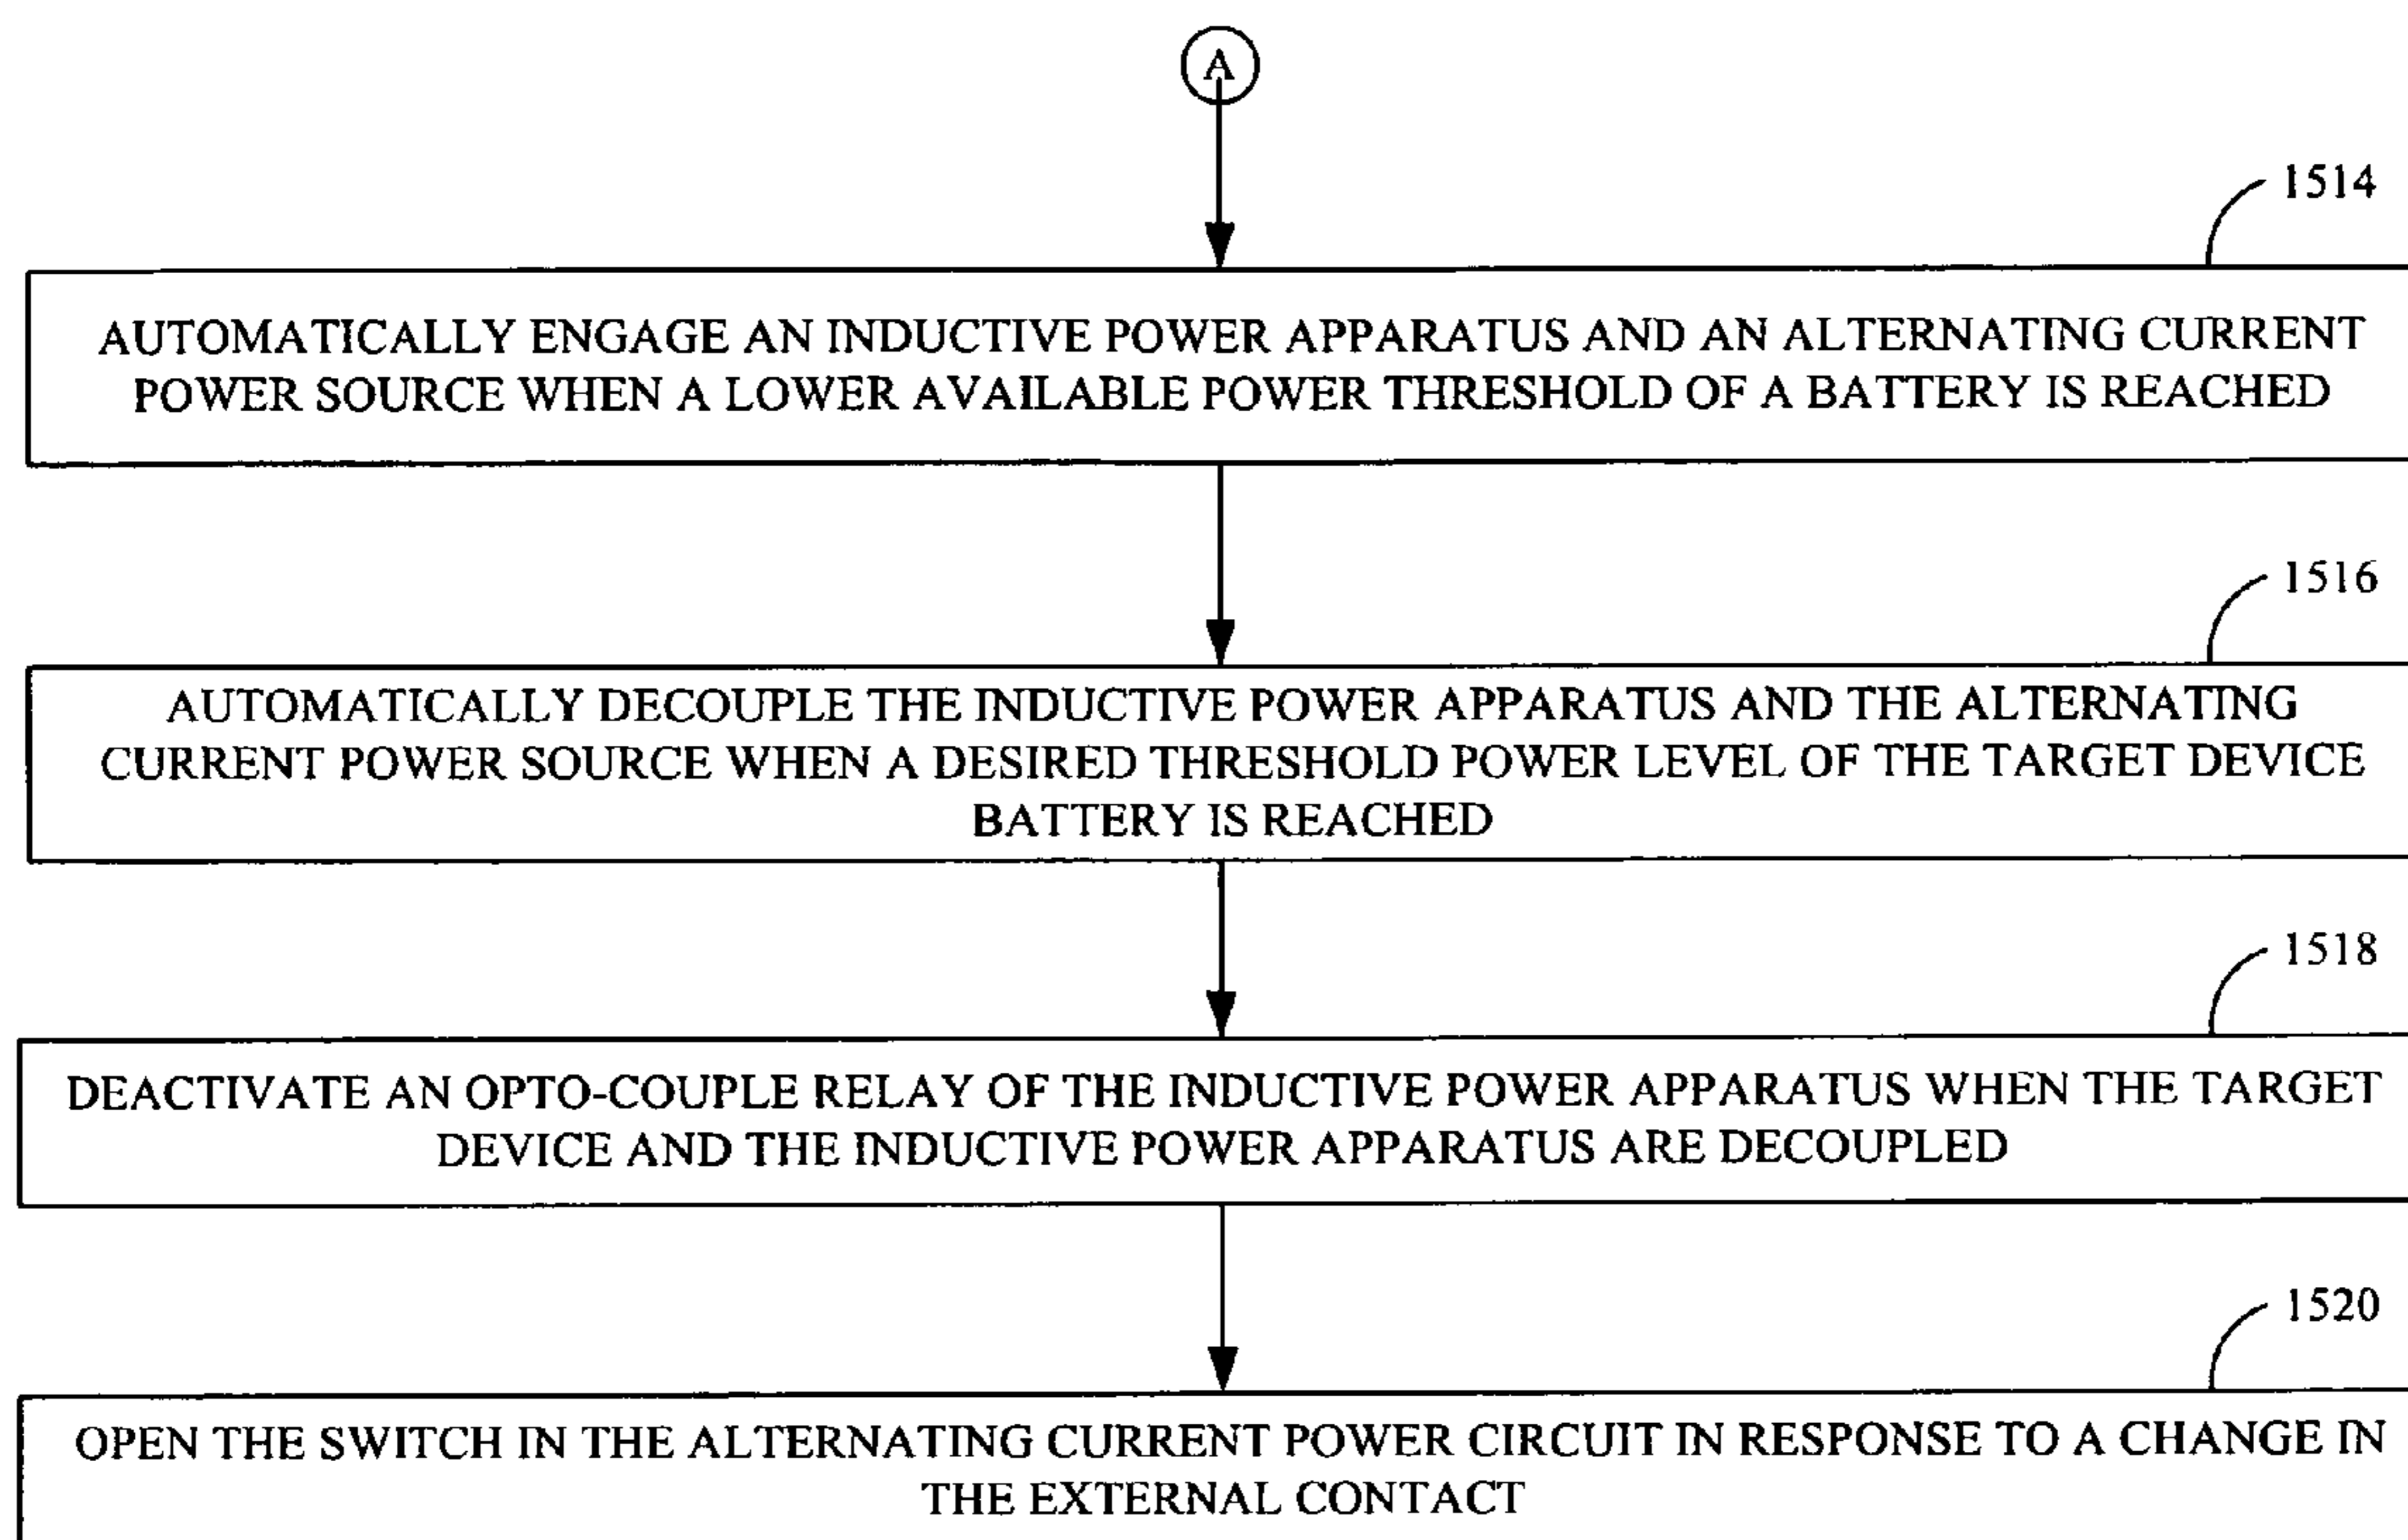 A
1514
AUTOMATICALLY ENGAGE AN INDUCTIVE POWER APPARATUS AND AN ALTERNATING CURRENT
POWER SOURCE WHEN A LOWER AVAILABLE POWER THRESHOLD OF A BATTERY IS REACHED
1516
AUTOMATICALLY DECOUPLE THE INDUCTIVE POWER APPARATUS AND THE ALTERNATING
CURRENT POWER SOURCE WHEN A DESIRED THRESHOLD POWER LEVEL OF THE TARGET DEVICE
BATTERY IS REACHED
1518
DEACTIVATE AN OPTO-COUPLE RELAY OF THE INDUCTIVE POWER APPARATUS WHEN THE TARGET
DEVICE AND THE INDUCTIVE POWER APPARATUS ARE DECOUPLED
1520
OPEN THE SWITCH IN THE ALTERNATING CURRENT POWER CIRCUIT IN RESPONSE TO A CHANGE IN
THE EXTERNAL CONTACT